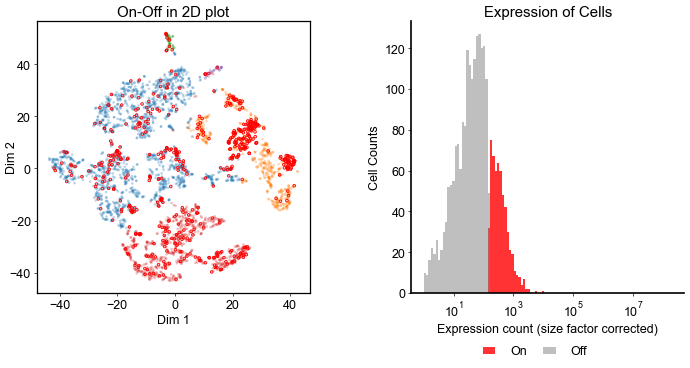 On-Off in 2D plot
Expression of Cells
Dim 2
40
20
0
−20
−40
−40 −20 0 20 40
Dim 1
Cell Counts
120
100
80
60
40
20
0
10^1 10^3 10^5 10^7
Expression count (size factor corrected)
On Off